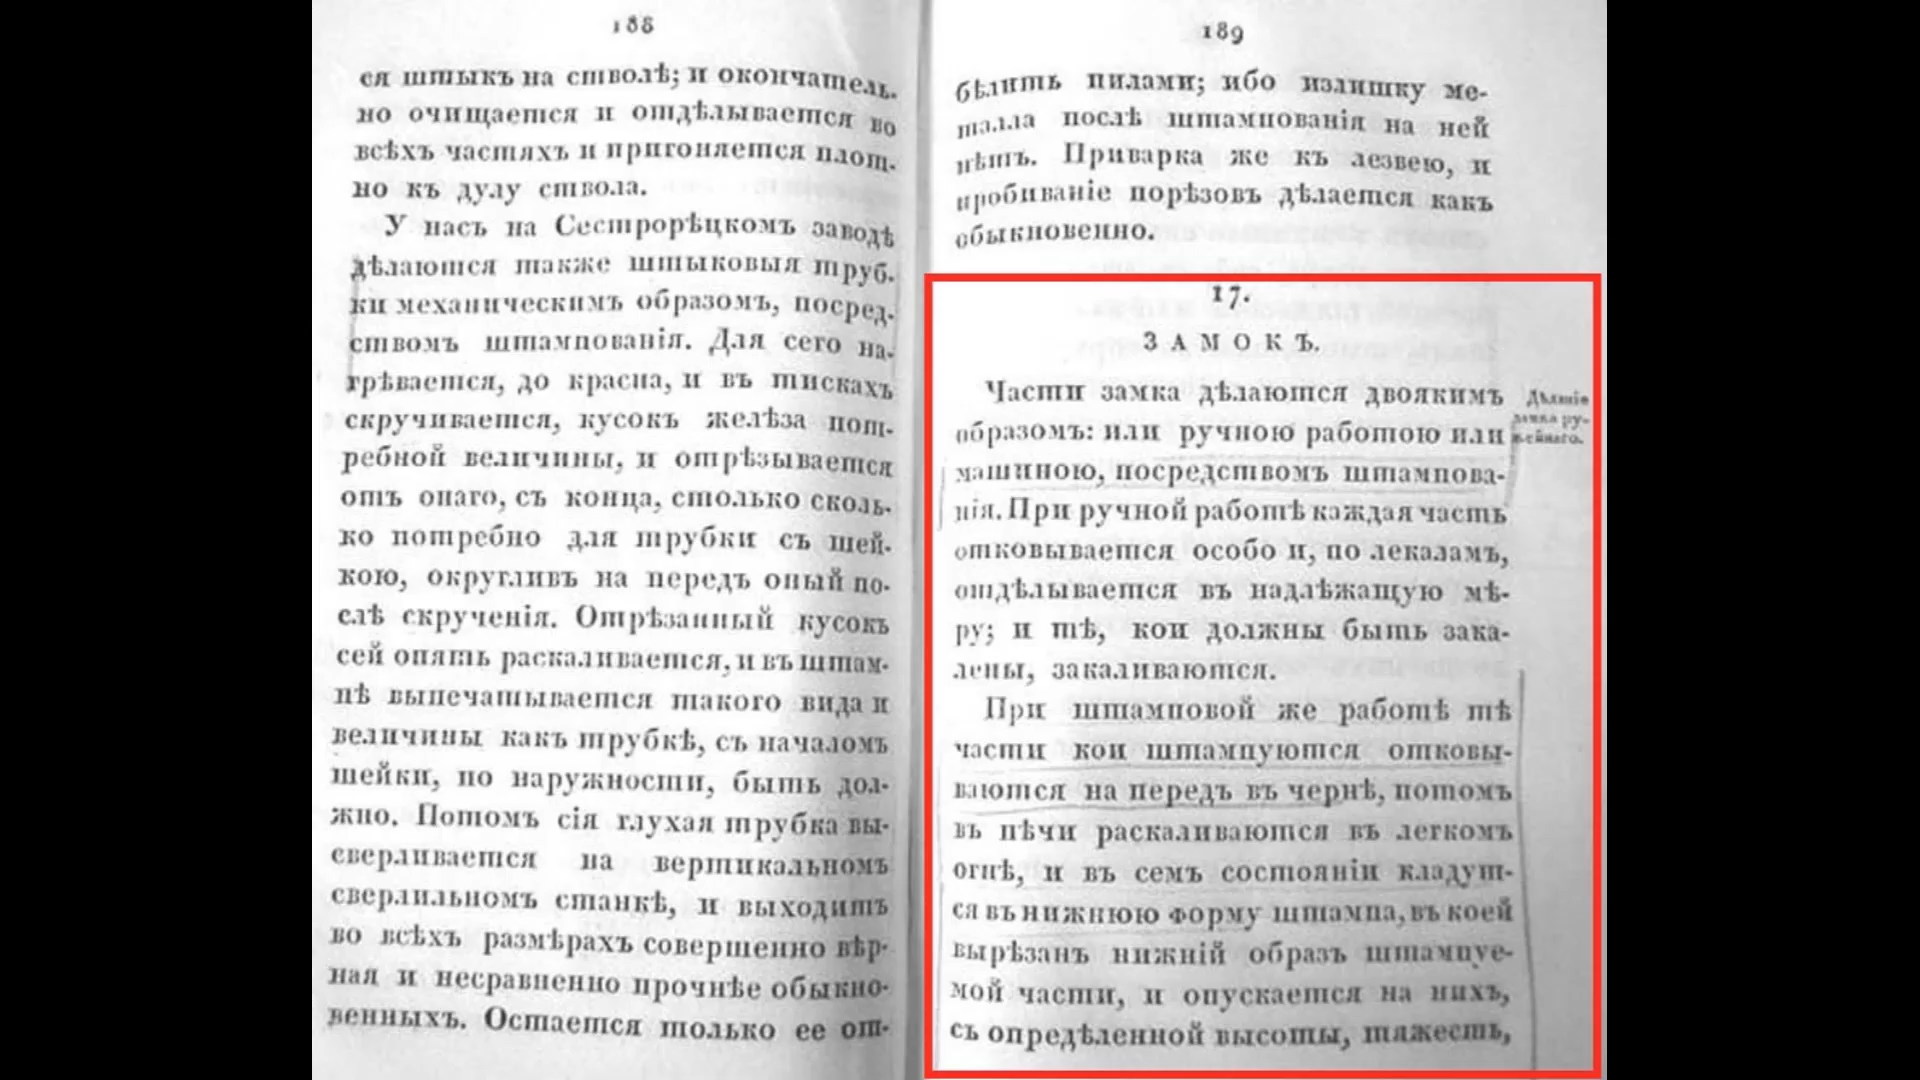 188
ся штыкъ на стволѣ; и окончатель-
но очищается и отдѣлывается во
всѣхъ частяхъ и пригоняется плот-
но къ дулу ствола.
У насъ на Сестрорѣцкомъ заводѣ
дѣлаются также штыковыя труб-
ки механическимъ образомъ, посред-
ствомъ штампованія. Для сего на-
грѣвается, до красна, и въ тискахъ
скручивается, кусокъ желѣза пот-
ребной величины, и отрѣзывается
отъ онаго, съ конца, столько сколь-
ко потребно для трубки съ шей-
кою, округливъ на передъ оный по-
слѣ скрученія. Отрѣзанный кусокъ
сей опять раскаливается, и въ штам-
пѣ выпечатывается такого вида и
величины какъ трубкѣ, съ началомъ
шейки, по наружности, быть дол-
жно. Потомъ сія глухая трубка вы-
сверливается на вертикальномъ
сверлильномъ станкѣ, и выходитъ
во всѣхъ размѣрахъ совершенно вѣр-
ная и несравненно прочнѣе обыкно-
венныхъ. Остается только ее от-
189
бѣлить пилами; ибо излишку ме-
талла послѣ штампованія на ней
нѣтъ. Приварка же къ лезвею, и
пробиваніе порѣзовъ дѣлается какъ
обыкновенно.
17.
ЗАМОКЪ.
Части замка дѣлаются двоякимъ
образомъ: или ручною работою или
машиною, посредствомъ штампова-
нія. При ручной работѣ каждая часть
отковывается особо и, по лекаламъ,
отдѣлывается въ надлѣжащую мѣ-
ру; и тѣ, кои должны быть зака-
лены, закаливаются.
При штамповой же работѣ тѣ
части кои штампуются отковы-
ваются на передъ въ чернѣ, потомъ
въ пѣчи раскаливаются въ легкомъ
огнѣ, и въ семъ состояніи кладут-
ся въ нижнюю форму штампа, въ коей
вырѣзанъ нижній образъ штампуе-
мой части, и опускается на нихъ,
съ опредѣленной высоты, тяжесть,
Дѣланіе
замка ру-
жейнаго.